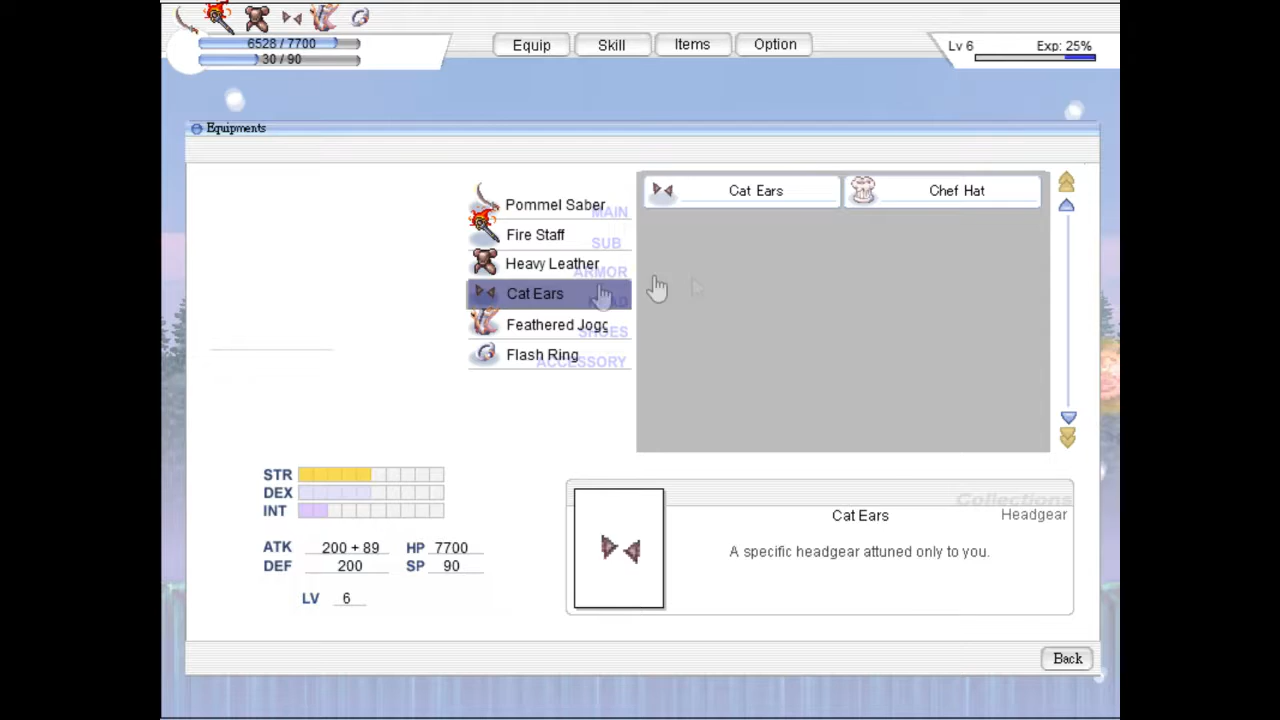 6528 / 7700
30 / 90
Equip
Skill
Items
Option
Lv 6
Exp: 25%
Equipments
Pommel Saber
MAIN
Fire Staff
SUB
Heavy Leather
ARMOR
Cat Ears
Feathered Jogg
SHOES
Flash Ring
ACCESSORY
Cat Ears
Chef Hat
STR
DEX
INT
ATK 200 + 89 HP 7700
DEF 200 SP 90
LV 6
Collections
Cat Ears
Headgear
A specific headgear attuned only to you.
Back